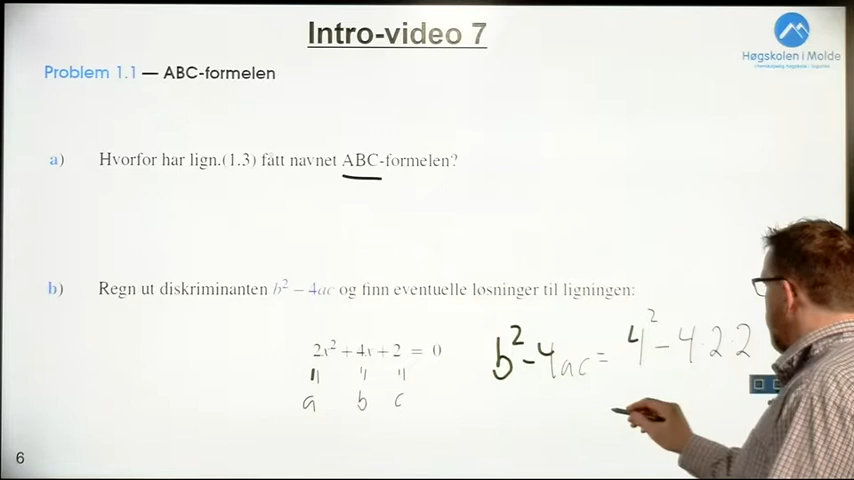 Intro-video 7
Høgskolen i Molde
Problem 1.1 — ABC-formelen
a) Hvorfor har lign.(1.3) fått navnet ABC-formelen?
b) Regn ut diskriminanten b² − 4ac og finn eventuelle løsninger til ligningen:
2x² + 4x + 2 = 0
b² - 4ac = 4² - 4·2·2
a b c
6